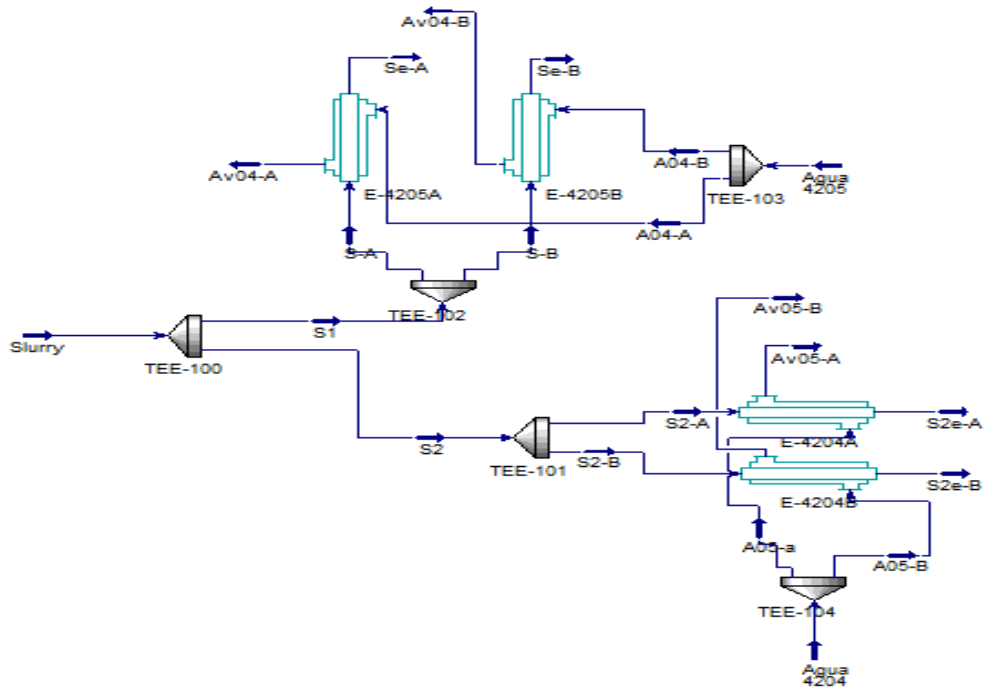 Av04-B
Se-A
Se-B
Av04-A
E-4205A
E-4205B
A04-B
TEE-103
Agua
4205
A04-A
S-A
S-B
TEE-102
Slurry
TEE-100
S1
Av05-B
Av05-A
S2
TEE-101
S2-A
S2-B
E-4204A
S2e-A
E-4204B
S2e-B
A05-a
A05-B
TEE-104
Agua
4204